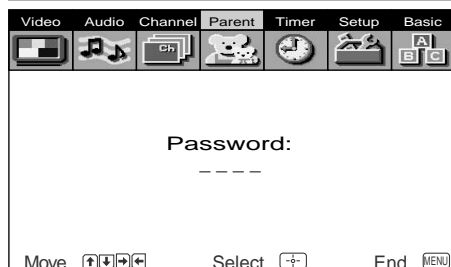 Video Audio Channel Parent Timer Setup Basic
Ch A B C
Password:
_ _ _ _
Move Select End MENU